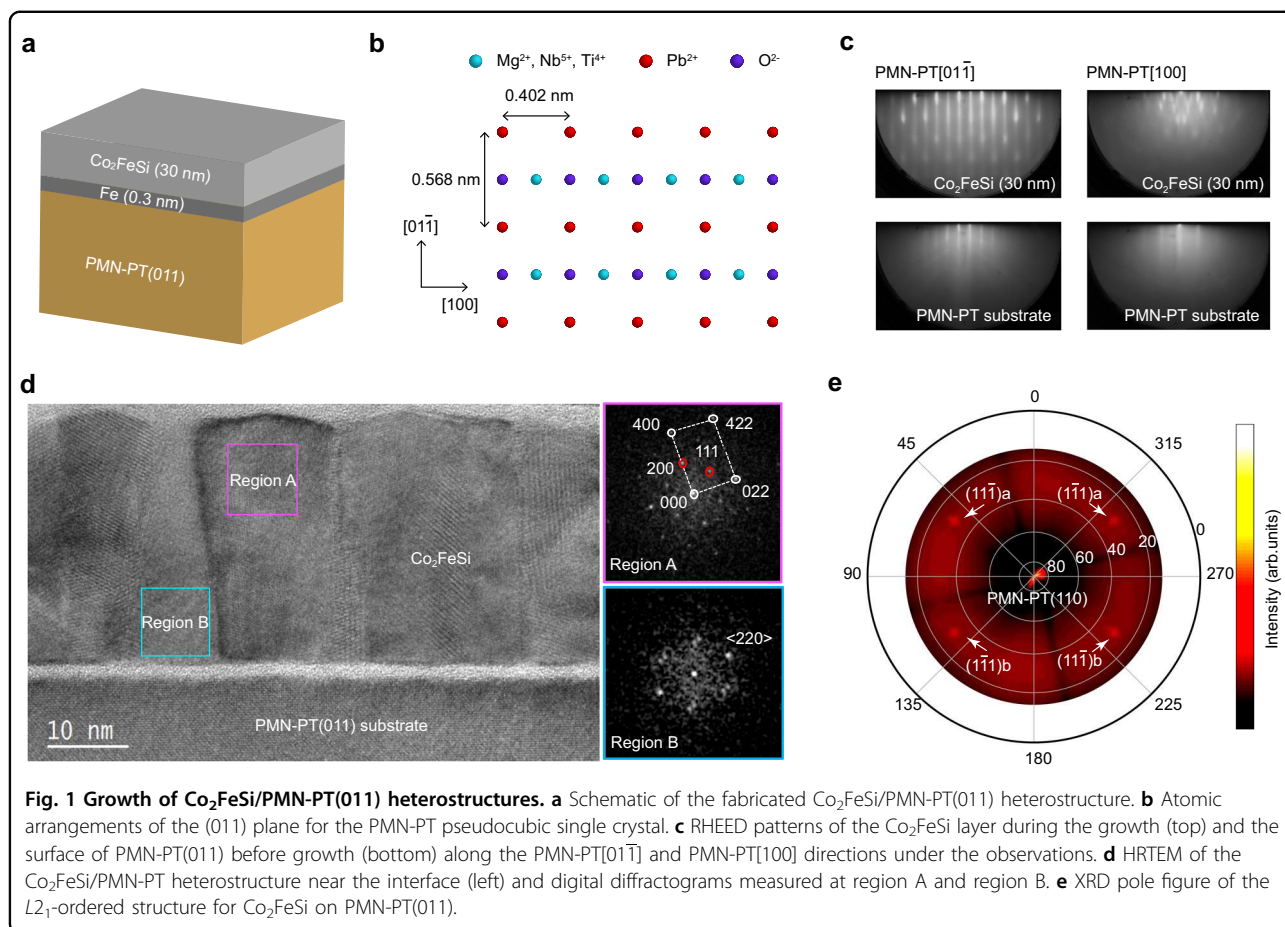 a
Co₂FeSi (30 nm)
Fe (0.3 nm)
PMN-PT(011)
b
Mg²⁺, Nb⁵⁺, Ti⁴⁺ Pb²⁺ O²⁻
0.402 nm
0.568 nm
[011̅]
[100]
c
PMN-PT[011̅] PMN-PT[100]
Co₂FeSi (30 nm) Co₂FeSi (30 nm)
PMN-PT substrate PMN-PT substrate
d
Region A
Region B
Co₂FeSi
10 nm
PMN-PT(011) substrate
400 422
200 111
000 022
Region A
<220>
Region B
e
0
45 315
(111̅)a (11̅1)a
90 80 60 40 20 0 270
PMN-PT(110)
(11̅1)b (111̅)b
135 225
180
Intensity (arb.units)
Fig. 1 Growth of Co₂FeSi/PMN-PT(011) heterostructures. a Schematic of the fabricated Co₂FeSi/PMN-PT(011) heterostructure. b Atomic
arrangements of the (011) plane for the PMN-PT pseudocubic single crystal. c RHEED patterns of the Co₂FeSi layer during the growth (top) and the
surface of PMN-PT(011) before growth (bottom) along the PMN-PT[011̅] and PMN-PT[100] directions under the observations. d HRTEM of the
Co₂FeSi/PMN-PT heterostructure near the interface (left) and digital diffractograms measured at region A and region B. e XRD pole figure of the
L2₁-ordered structure for Co₂FeSi on PMN-PT(011).